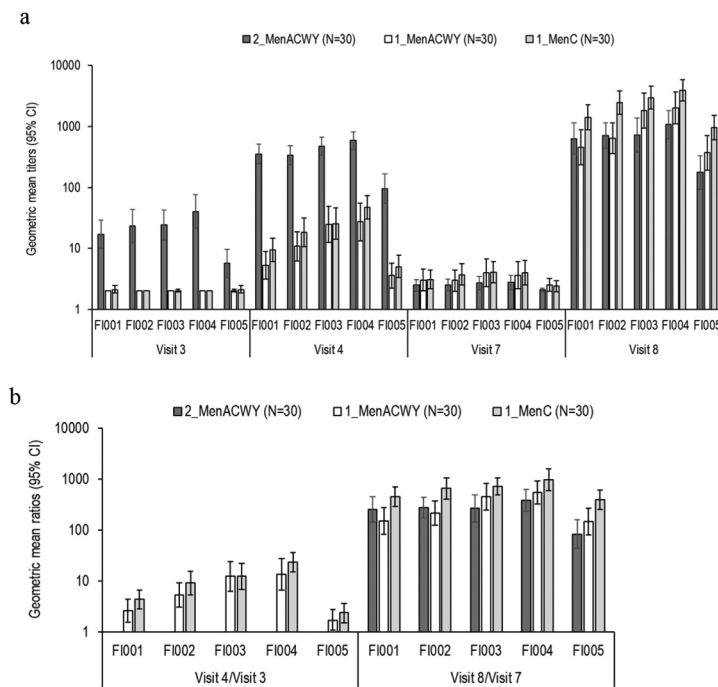 a
2_MenACWY (N=30) 1_MenACWY (N=30) 1_MenC (N=30)
Geometric mean titers (95% CI)
10000
1000
100
10
1
FI001 FI002 FI003 FI004 FI005 FI001 FI002 FI003 FI004 FI005 FI001 FI002 FI003 FI004 FI005 FI001 FI002 FI003 FI004 FI005
Visit 3 Visit 4 Visit 7 Visit 8
b
2_MenACWY (N=30) 1_MenACWY (N=30) 1_MenC (N=30)
Geometric mean ratios (95% CI)
10000
1000
100
10
1
FI001 FI002 FI003 FI004 FI005 FI001 FI002 FI003 FI004 FI005
Visit 4/Visit 3 Visit 8/Visit 7